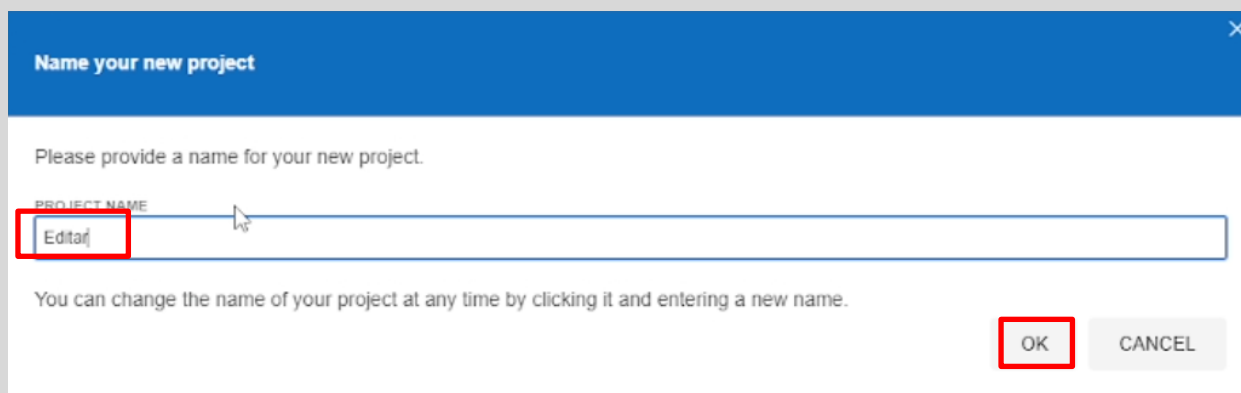 Name your new project
Please provide a name for your new project.
PROJECT NAME
Editar
You can change the name of your project at any time by clicking it and entering a new name.
OK CANCEL